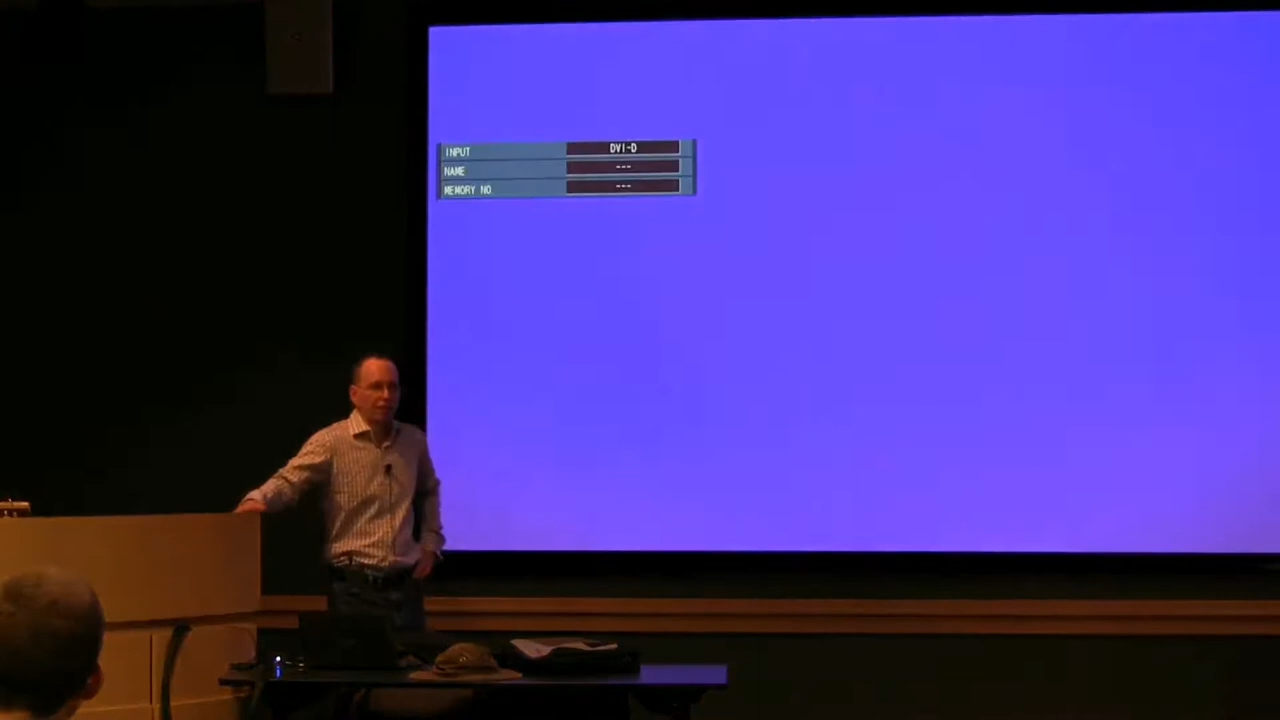 INPUT DVI-D
NAME ---
MEMORY NO ---